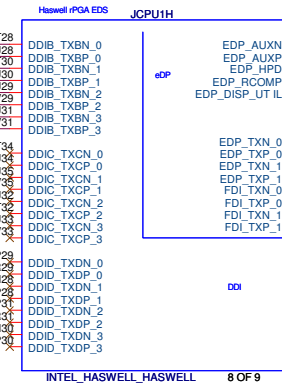 Haswell rPGA EDS
JCPU1H
DDIB_TXBN_0
DDIB_TXBP_0
DDIB_TXBN_1
DDIB_TXBP_1
DDIB_TXBN_2
DDIB_TXBP_2
DDIB_TXBN_3
DDIB_TXBP_3
eDP
EDP_AUXN
EDP_AUXP
EDP_HPD
EDP_RCOMP
EDP_DISP_UTIL
DDIC_TXCN_0
DDIC_TXCP_0
DDIC_TXCN_1
DDIC_TXCP_1
DDIC_TXCN_2
DDIC_TXCP_2
DDIC_TXCN_3
DDIC_TXCP_3
EDP_TXN_0
EDP_TXP_0
EDP_TXN_1
EDP_TXP_1
FDI_TXN_0
FDI_TXP_0
FDI_TXN_1
FDI_TXP_1
DDID_TXDN_0
DDID_TXDP_0
DDID_TXDN_1
DDID_TXDP_1
DDID_TXDN_2
DDID_TXDP_2
DDID_TXDN_3
DDID_TXDP_3
DDI
INTEL_HASWELL_HASWELL
8 OF 9